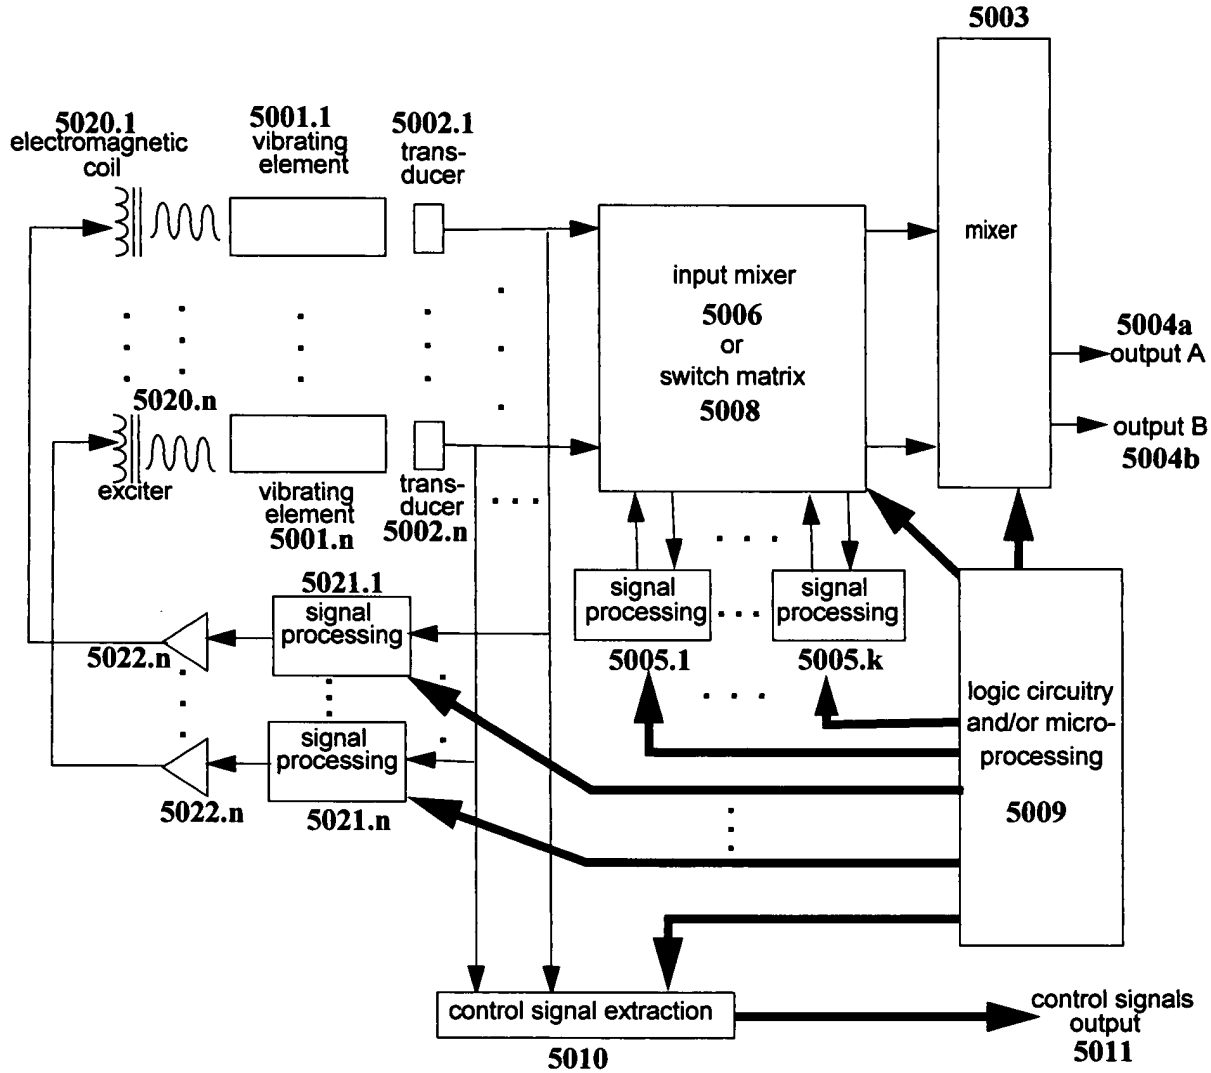 5003
5020.1
electromagnetic
coil
5001.1
vibrating
element
5002.1
trans-
ducer
mixer
input mixer
5006
or
switch matrix
5008
5004a
output A
output B
5004b
5020.n
exciter
vibrating
element
5001.n
trans-
ducer
5002.n
5021.1
signal
processing
5022.n
signal
processing
5005.1
signal
processing
5005.k
signal
processing
5021.n
5022.n
logic circuitry
and/or micro-
processing
5009
control signal extraction
5010
control signals
output
5011